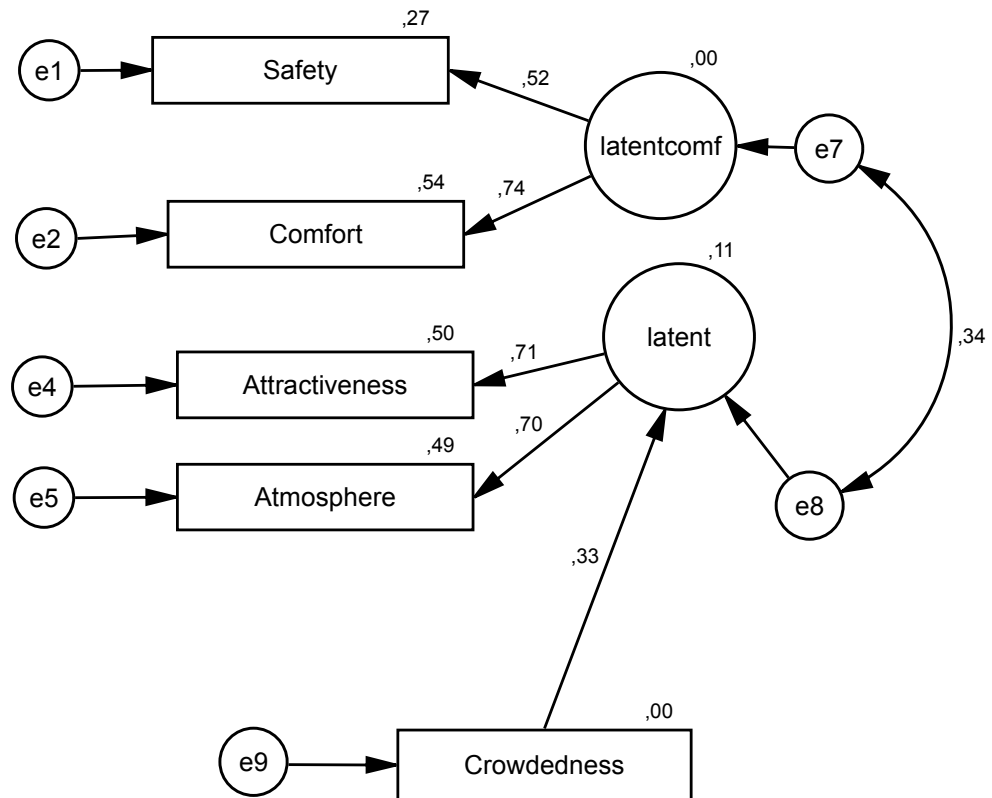 ,27
e1
Safety
,00
,52
latentcomf
e7
,54
,74
e2
Comfort
,11
latent
,34
,50
,71
e4
Attractiveness
,70
,49
e5
Atmosphere
e8
,33
,00
e9
Crowdedness